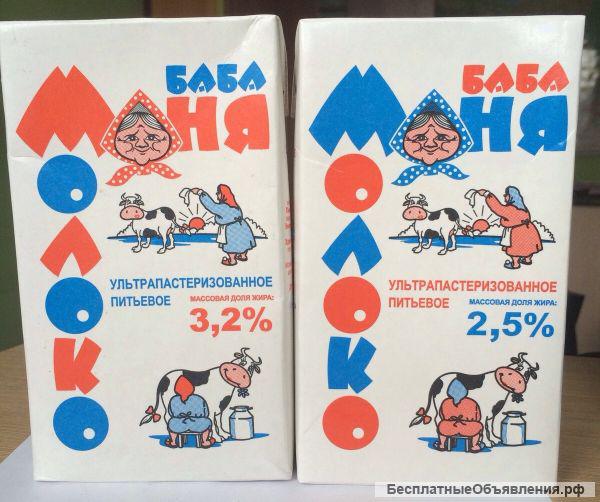 БАБА
МАНЯ
МОЛОКО
УЛЬТРАПАСТЕРИЗОВАННОЕ
ПИТЬЕВОЕ
МАССОВАЯ ДОЛЯ ЖИРА:
3,2%
БАБА
МАНЯ
МОЛОКО
УЛЬТРАПАСТЕРИЗОВАННОЕ
ПИТЬЕВОЕ
МАССОВАЯ ДОЛЯ ЖИРА:
2,5%
БесплатныеОбъявления.рф